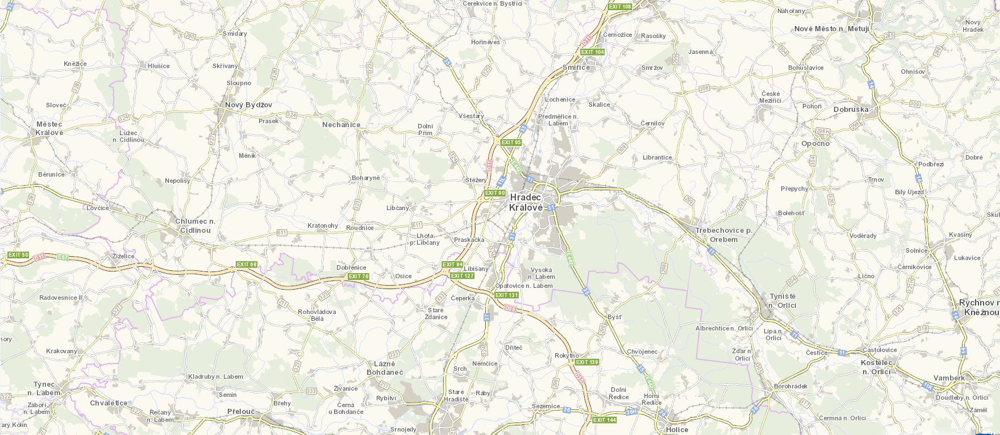 EXIT 108
Cerekvice n. Bystřicí
Nahořany
Nový
Hrádek
Nové Město n. Metují
Smidary
Černožice
Rasošky
Hořiněves
EXIT 104
Jasenná
Kněžice
Hlušice
Skřivany
Smiřice
Smržov
Bohuslavice
Ohnišov
Sloupno
České
Meziříčí
Pohoří
Dobruška
Sloveč
Nový Bydžov
Lochenice
Skalice
Městec
Králové
Prasek
Nechanice
Dolní
Přím
Všestary
Předměřice n.
Labem
Černilov
Lužec
n. Cidlinou
EXIT 95
Opočno
Měník
Librantice
Dobré
Podbřezí
Běrunice
Nepolisy
Boharyně
Stěžery
Přepychy
Trnov
Bílý Újezd
EXIT 90
Hradec
Králové
Lovčice
Libčany
Bolehošť
Chlumec n.
Cidlinou
Kratonohy
Roudnice
Třebechovice p.
Orebem
Lhota
p. Libčany
Praskačka
Voděrady
Kvasiny
Solnice
EXIT 50
D11
E67
Žiželice
EXIT 68
EXIT 84
Lukavice
Dobřenice
EXIT 76
Osice
EXIT 127
Libišany
Vysoká
n. Labem
Černíkovice
Lično
Opatovice n. Labem
EXIT 131
Radovesnice II
Čeperka
Týniště
n. Orlicí
Rychnov n
Kněžnou
D35
Rohovládova
Bělá
Staré
Ždánice
Býšť
Albrechtice n. Orlicí
Lípa n.
Orlicí
Krakovany
Dříteč
Chvojenec
Žďár n.
Orlicí
Čestice
Častolovice
Rokytno
EXIT 139
Kostelec
n. Orlicí
Lázně
Bohdaneč
Němčice
Srch
Kladruby n. Labem
Vamberk
Týnec
n. Labem
Semín
Živanice
Rybitví
Staré
Hradiště
Ráby
Dolní
Ředice
Horní
Ředice
Borohrádek
Doudleby n. Orlicí
Chvaletice
Záboří
n. Labem
Řečany
n. Labem
Přelouč
Břehy
Černá
u Bohdanče
Sezemice
Záměl
Čermná n. Orlicí
EXIT 144
Srnojedy
Holice